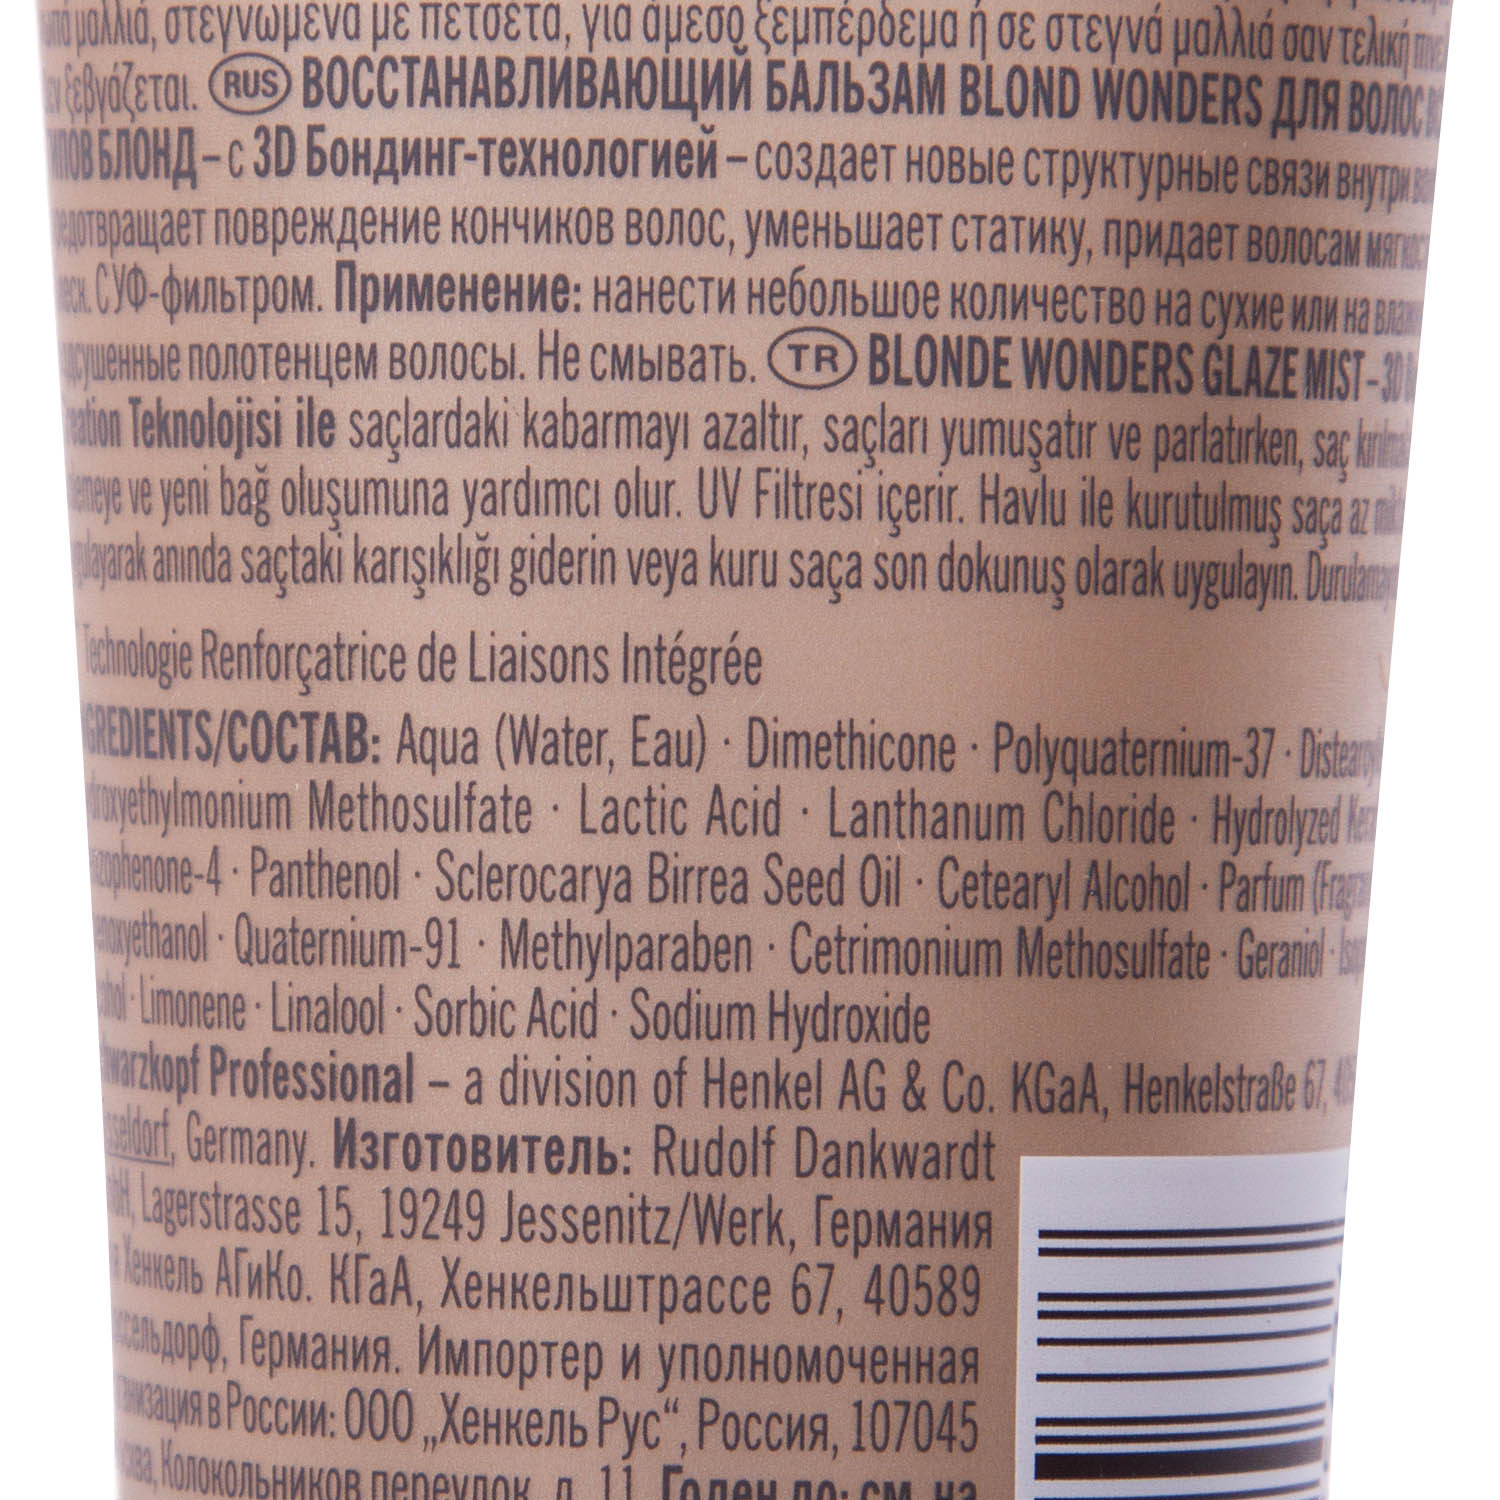 μαλλιά, στεγνωμένα με πετσέτα, για άμεσο ξεμπέρδεμα ή σε στεγνά μαλλιά σαν τελική
ξεβγάζεται. RUS ВОССТАНАВЛИВАЮЩИЙ БАЛЬЗАМ BLOND WONDERS ДЛЯ ВОЛОС
БЛОНД – с 3D Бондинг-технологией – создает новые структурные связи внутри
повреждение кончиков волос, уменьшает статику, придает волосам
С УФ-фильтром. Применение: нанести небольшое количество на сухие или на
полотенцем волосы. Не смывать. TR BLONDE WONDERS GLAZE MIST – 3D
Teknolojisi ile saçlardaki kabarmayı azaltır, saçları yumuşatır ve parlatırken, saç
ve yeni bağ oluşumuna yardımcı olur. UV Filtresi içerir. Havlu ile kurutulmuş saça az
anında saçtaki karışıklığı giderin veya kuru saça son dokunuş olarak uygulayın.
Technologie Renforçatrice de Liaisons Intégrée
/СОСТАВ: Aqua (Water, Eau) · Dimethicone · Polyquaternium-37 ·
Methosulfate · Lactic Acid · Lanthanum Chloride · Hydrolyzed
· Panthenol · Sclerocarya Birrea Seed Oil · Cetearyl Alcohol · Parfum
· Quaternium-91 · Methylparaben · Cetrimonium Methosulfate · Geraniol ·
· Limonene · Linalool · Sorbic Acid · Sodium Hydroxide
Professional – a division of Henkel AG & Co. KGaA, Henkelstraße 67,
Germany. Изготовитель: Rudolf Dankwardt
Lagerstrasse 15, 19249 Jessenitz/Werk, Германия
Хенкель АГиКо. КГаА, Хенкельштрассе 67, 40589
Германия. Импортер и уполномоченная
в России: ООО „Хенкель Рус“, Россия, 107045
Колокольников переулок, д. 11. Годен до: см. на